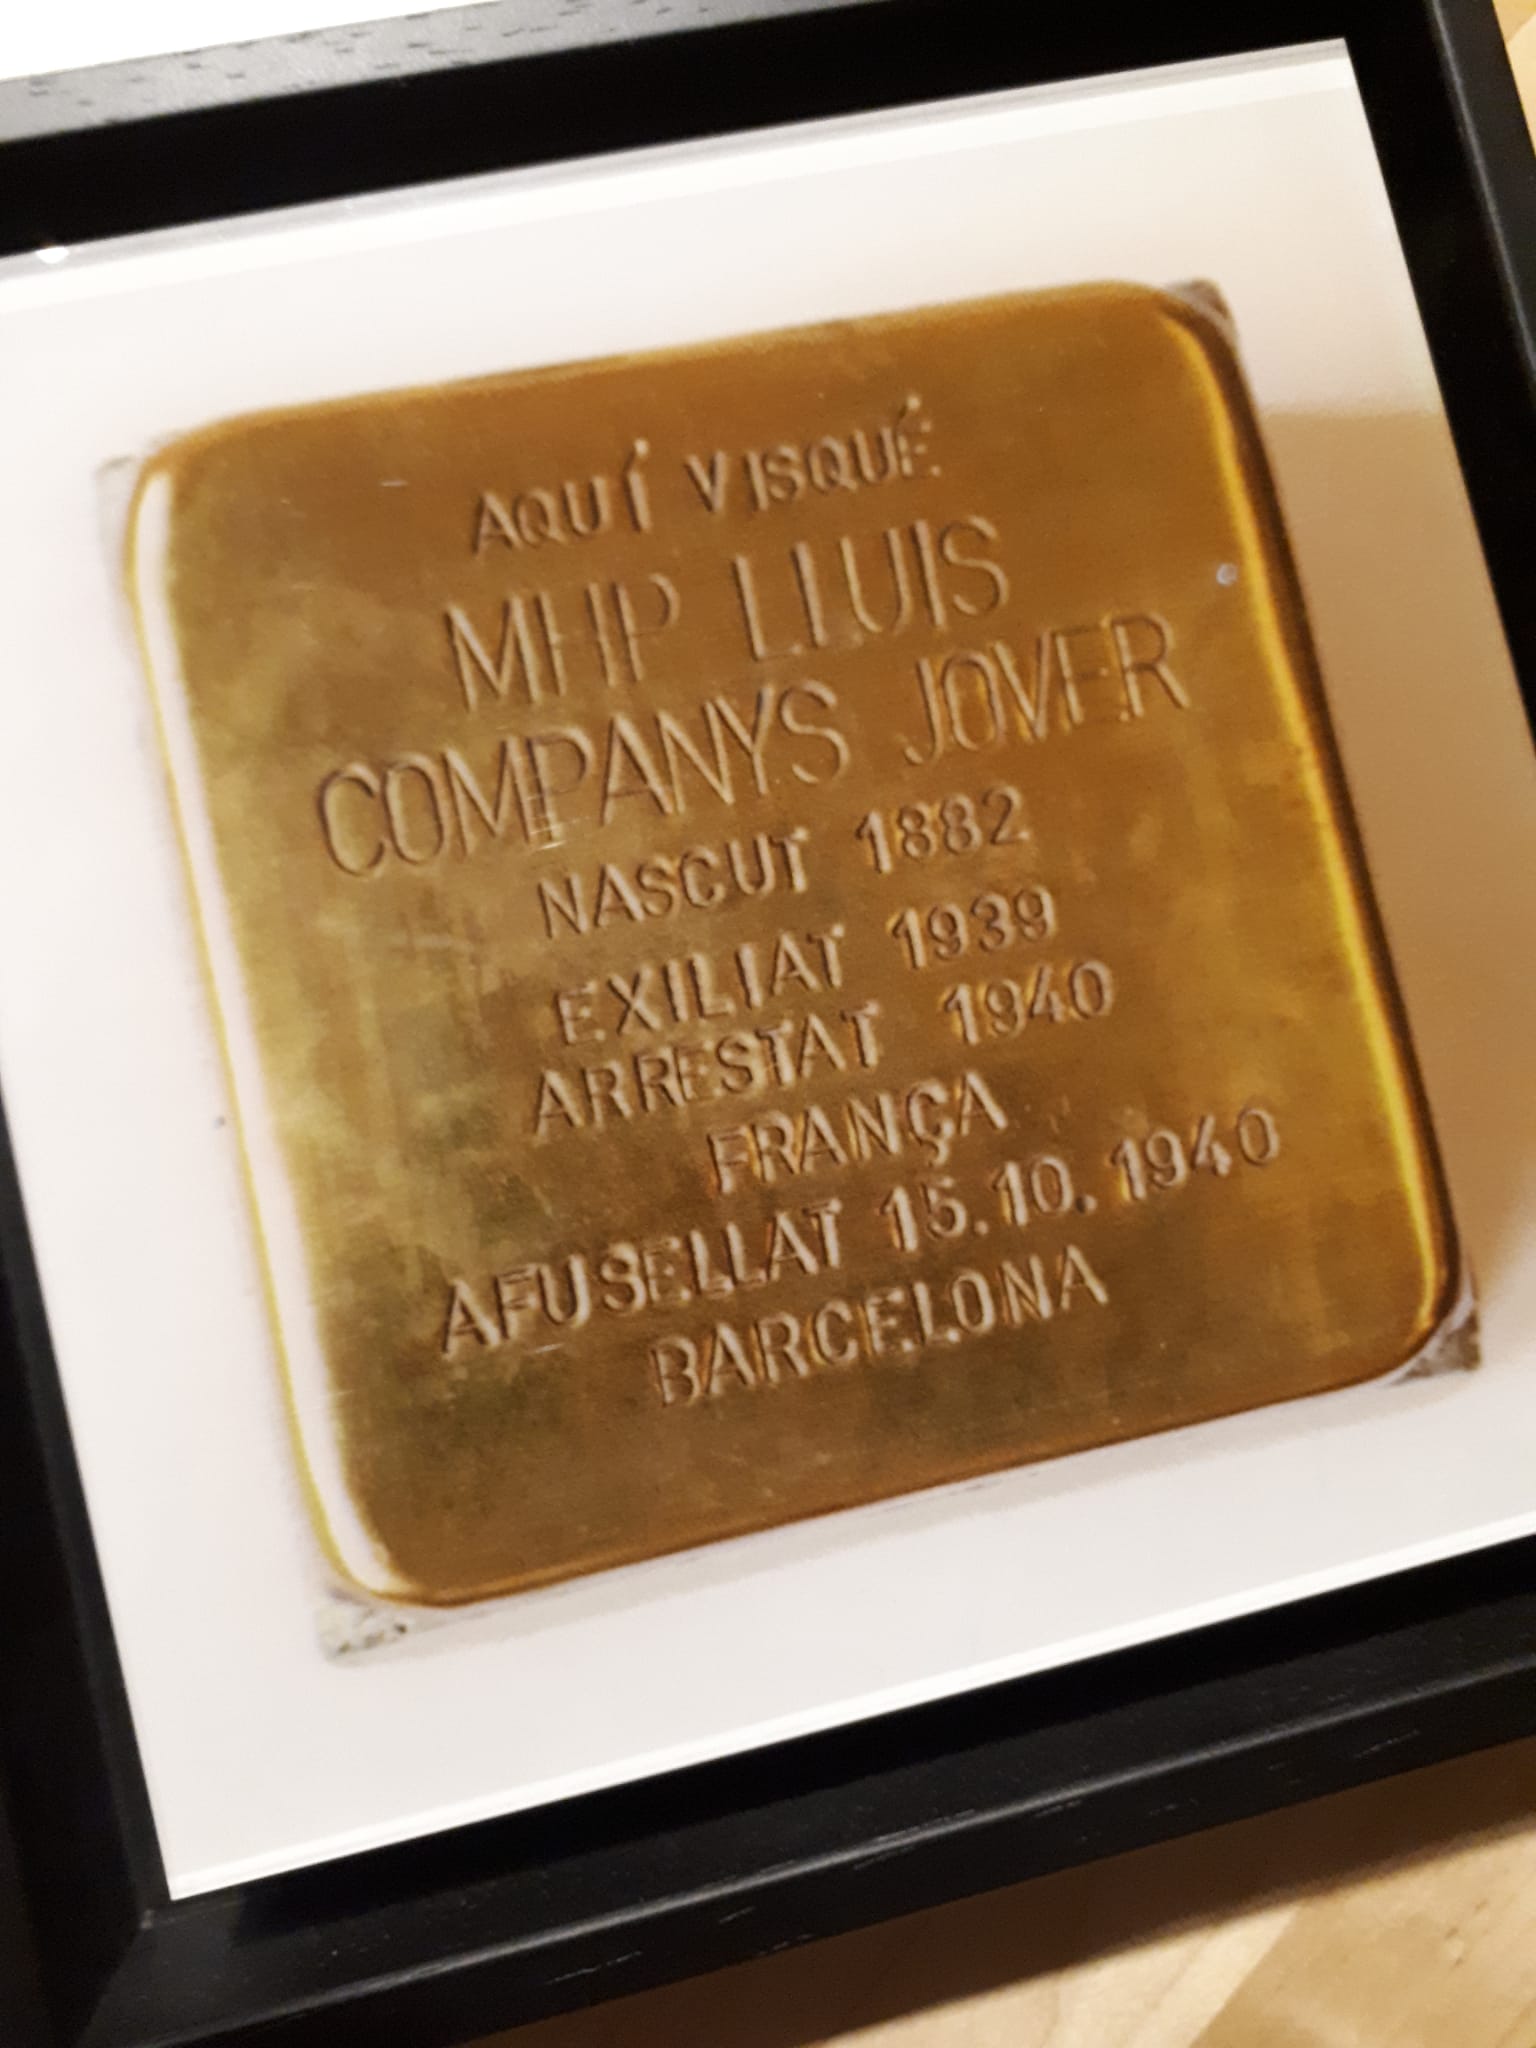 AQUÍ VISQUÉ
MHP LLUIS
COMPANYS JOVER
NASCUT 1882
EXILIAT 1939
ARRESTAT 1940
FRANÇA
AFUSELLAT 15.10.1940
BARCELONA